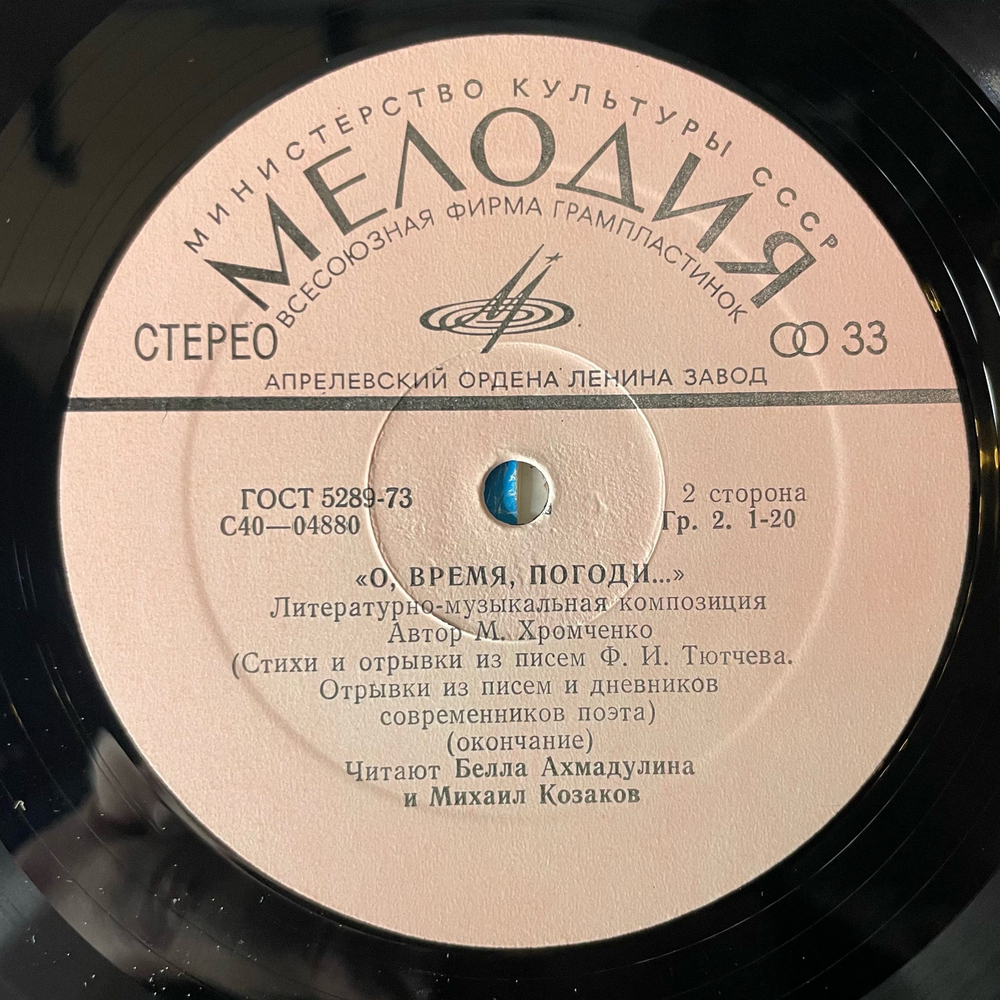 МИНИСТЕРСТВО КУЛЬТУРЫ СССР
МЕЛОДИЯ
ВСЕСОЮЗНАЯ ФИРМА ГРАМПЛАСТИНОК
СТЕРЕО
33
АПРЕЛЕВСКИЙ ОРДЕНА ЛЕНИНА ЗАВОД
ГОСТ 5289-73
2 сторона
С40—04880
Гр. 2. 1-20
«О, ВРЕМЯ, ПОГОДИ...»
Литературно-музыкальная композиция
Автор М. Хромченко
(Стихи и отрывки из писем Ф. И. Тютчева.
Отрывки из писем и дневников
современников поэта)
(окончание)
Читают Белла Ахмадулина
и Михаил Козаков